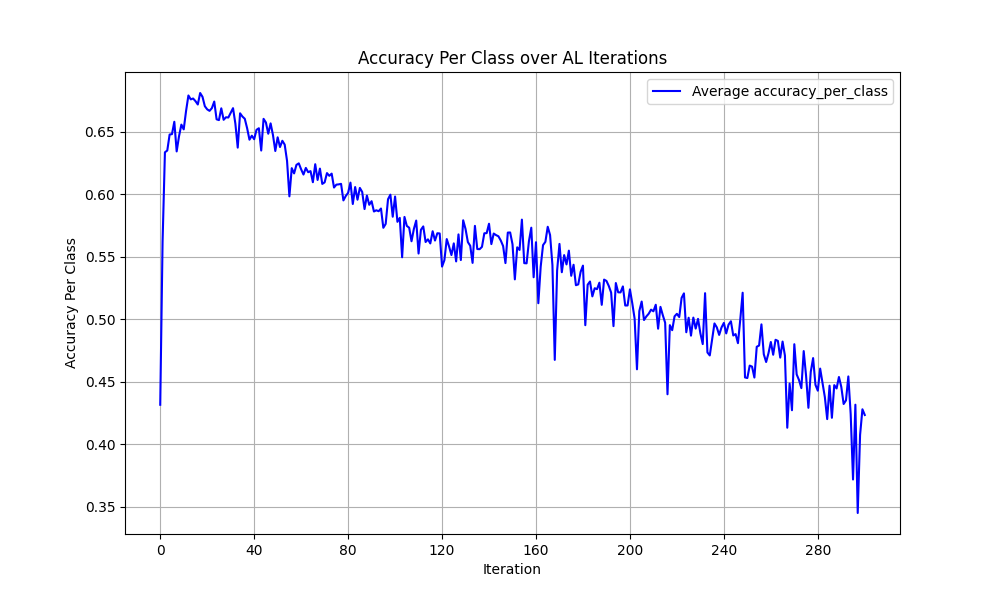 Accuracy Per Class over AL Iterations
Average accuracy_per_class
Accuracy Per Class
0.65
0.60
0.55
0.50
0.45
0.40
0.35
0 40 80 120 160 200 240 280
Iteration